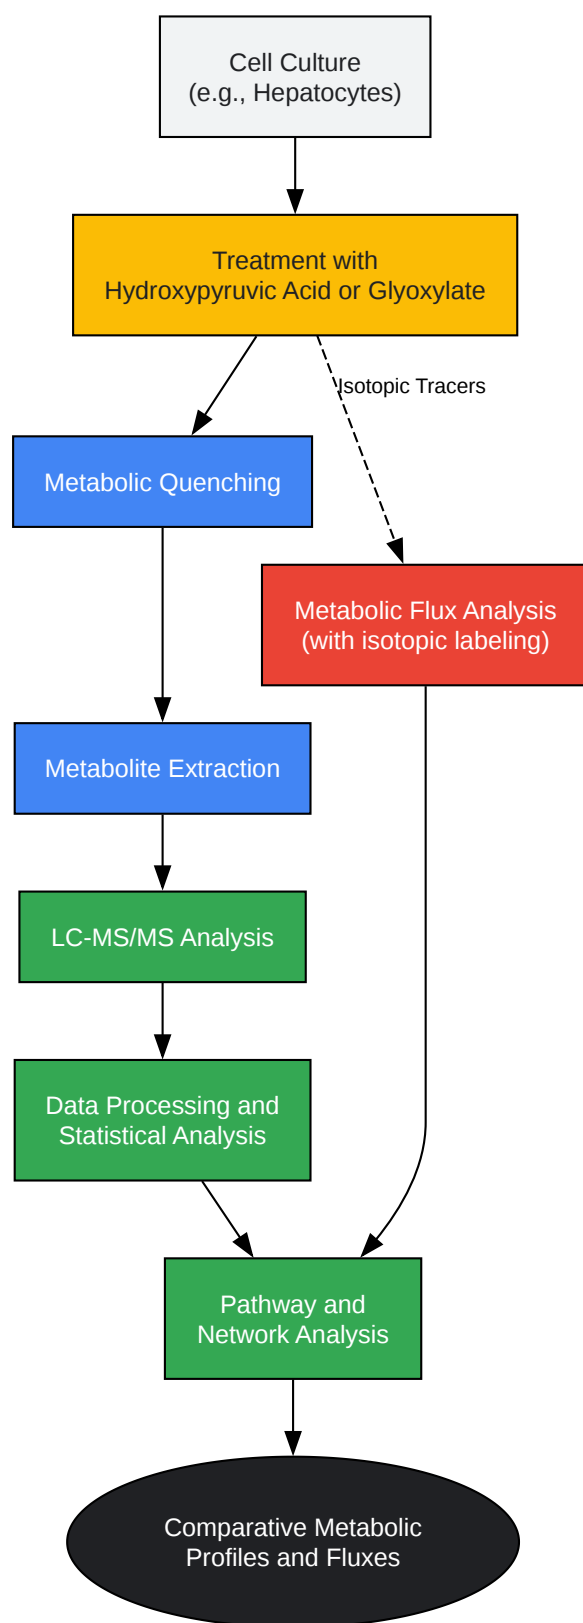 Cell Culture
(e.g., Hepatocytes)
Treatment with
Hydroxypyruvic Acid or Glyoxylate
Isotopic Tracers
Metabolic Quenching
Metabolic Flux Analysis
(with isotopic labeling)
Metabolite Extraction
LC-MS/MS Analysis
Data Processing and
Statistical Analysis
Pathway and
Network Analysis
Comparative Metabolic
Profiles and Fluxes